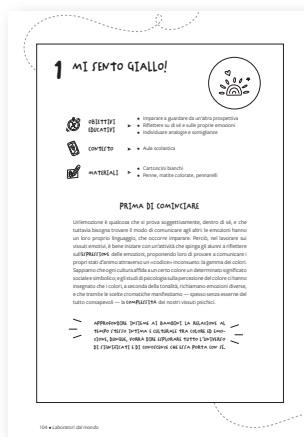 1 MI SENTO GIALLO!
OBIETTIVI
EDUCATIVI
• Imparare a guardare da un'altra prospettiva
• Riflettere su di sé e sulle proprie emozioni
• Individuare analogie e somiglianze
CONTESTO
• Aula scolastica
MATERIALI
• Cartoncini bianchi
• Penne, matite colorate, pennarelli
PRIMA DI COMINCIARE
Un'emozione è qualcosa che si prova soggettivamente, dentro di sé, e che
tuttavia bisogna trovare il modo di comunicare agli altri: le emozioni hanno
un loro proprio linguaggio, che occorre imparare. Perciò, nel lavorare sui
vissuti emotivi, è bene iniziare con un'attività che spinga gli alunni a riflettere
sull'ESPRESSIONE delle emozioni, proponendo loro di provare a comunicare i
propri stati d'animo attraverso un «codice» inconsueto: la gamma dei colori.
Sappiamo che ogni cultura affida a un certo colore un determinato significato
sociale e simbolico; e gli studi di psicologia sulla percezione del colore ci hanno
insegnato che i colori, a seconda della tonalità, richiamano emozioni diverse,
e che tramite le scelte cromatiche manifestiamo — spesso senza esserne del
tutto consapevoli — la COMPLESSITÀ dei nostri vissuti psichici.
APPROFONDIRE INSIEME AI BAMBINI LA RELAZIONE AL
TEMPO STESSO INTIMA E CULTURALE TRA COLORE ED EMO-
ZIONE, DUNQUE, VORRÀ DIRE ESPLORARE TUTTO L'UNIVERSO
DI SIGNIFICATI E DI CONOSCENZE CHE ESSA PORTA CON SÉ.
104 • Laboratori dal mondo